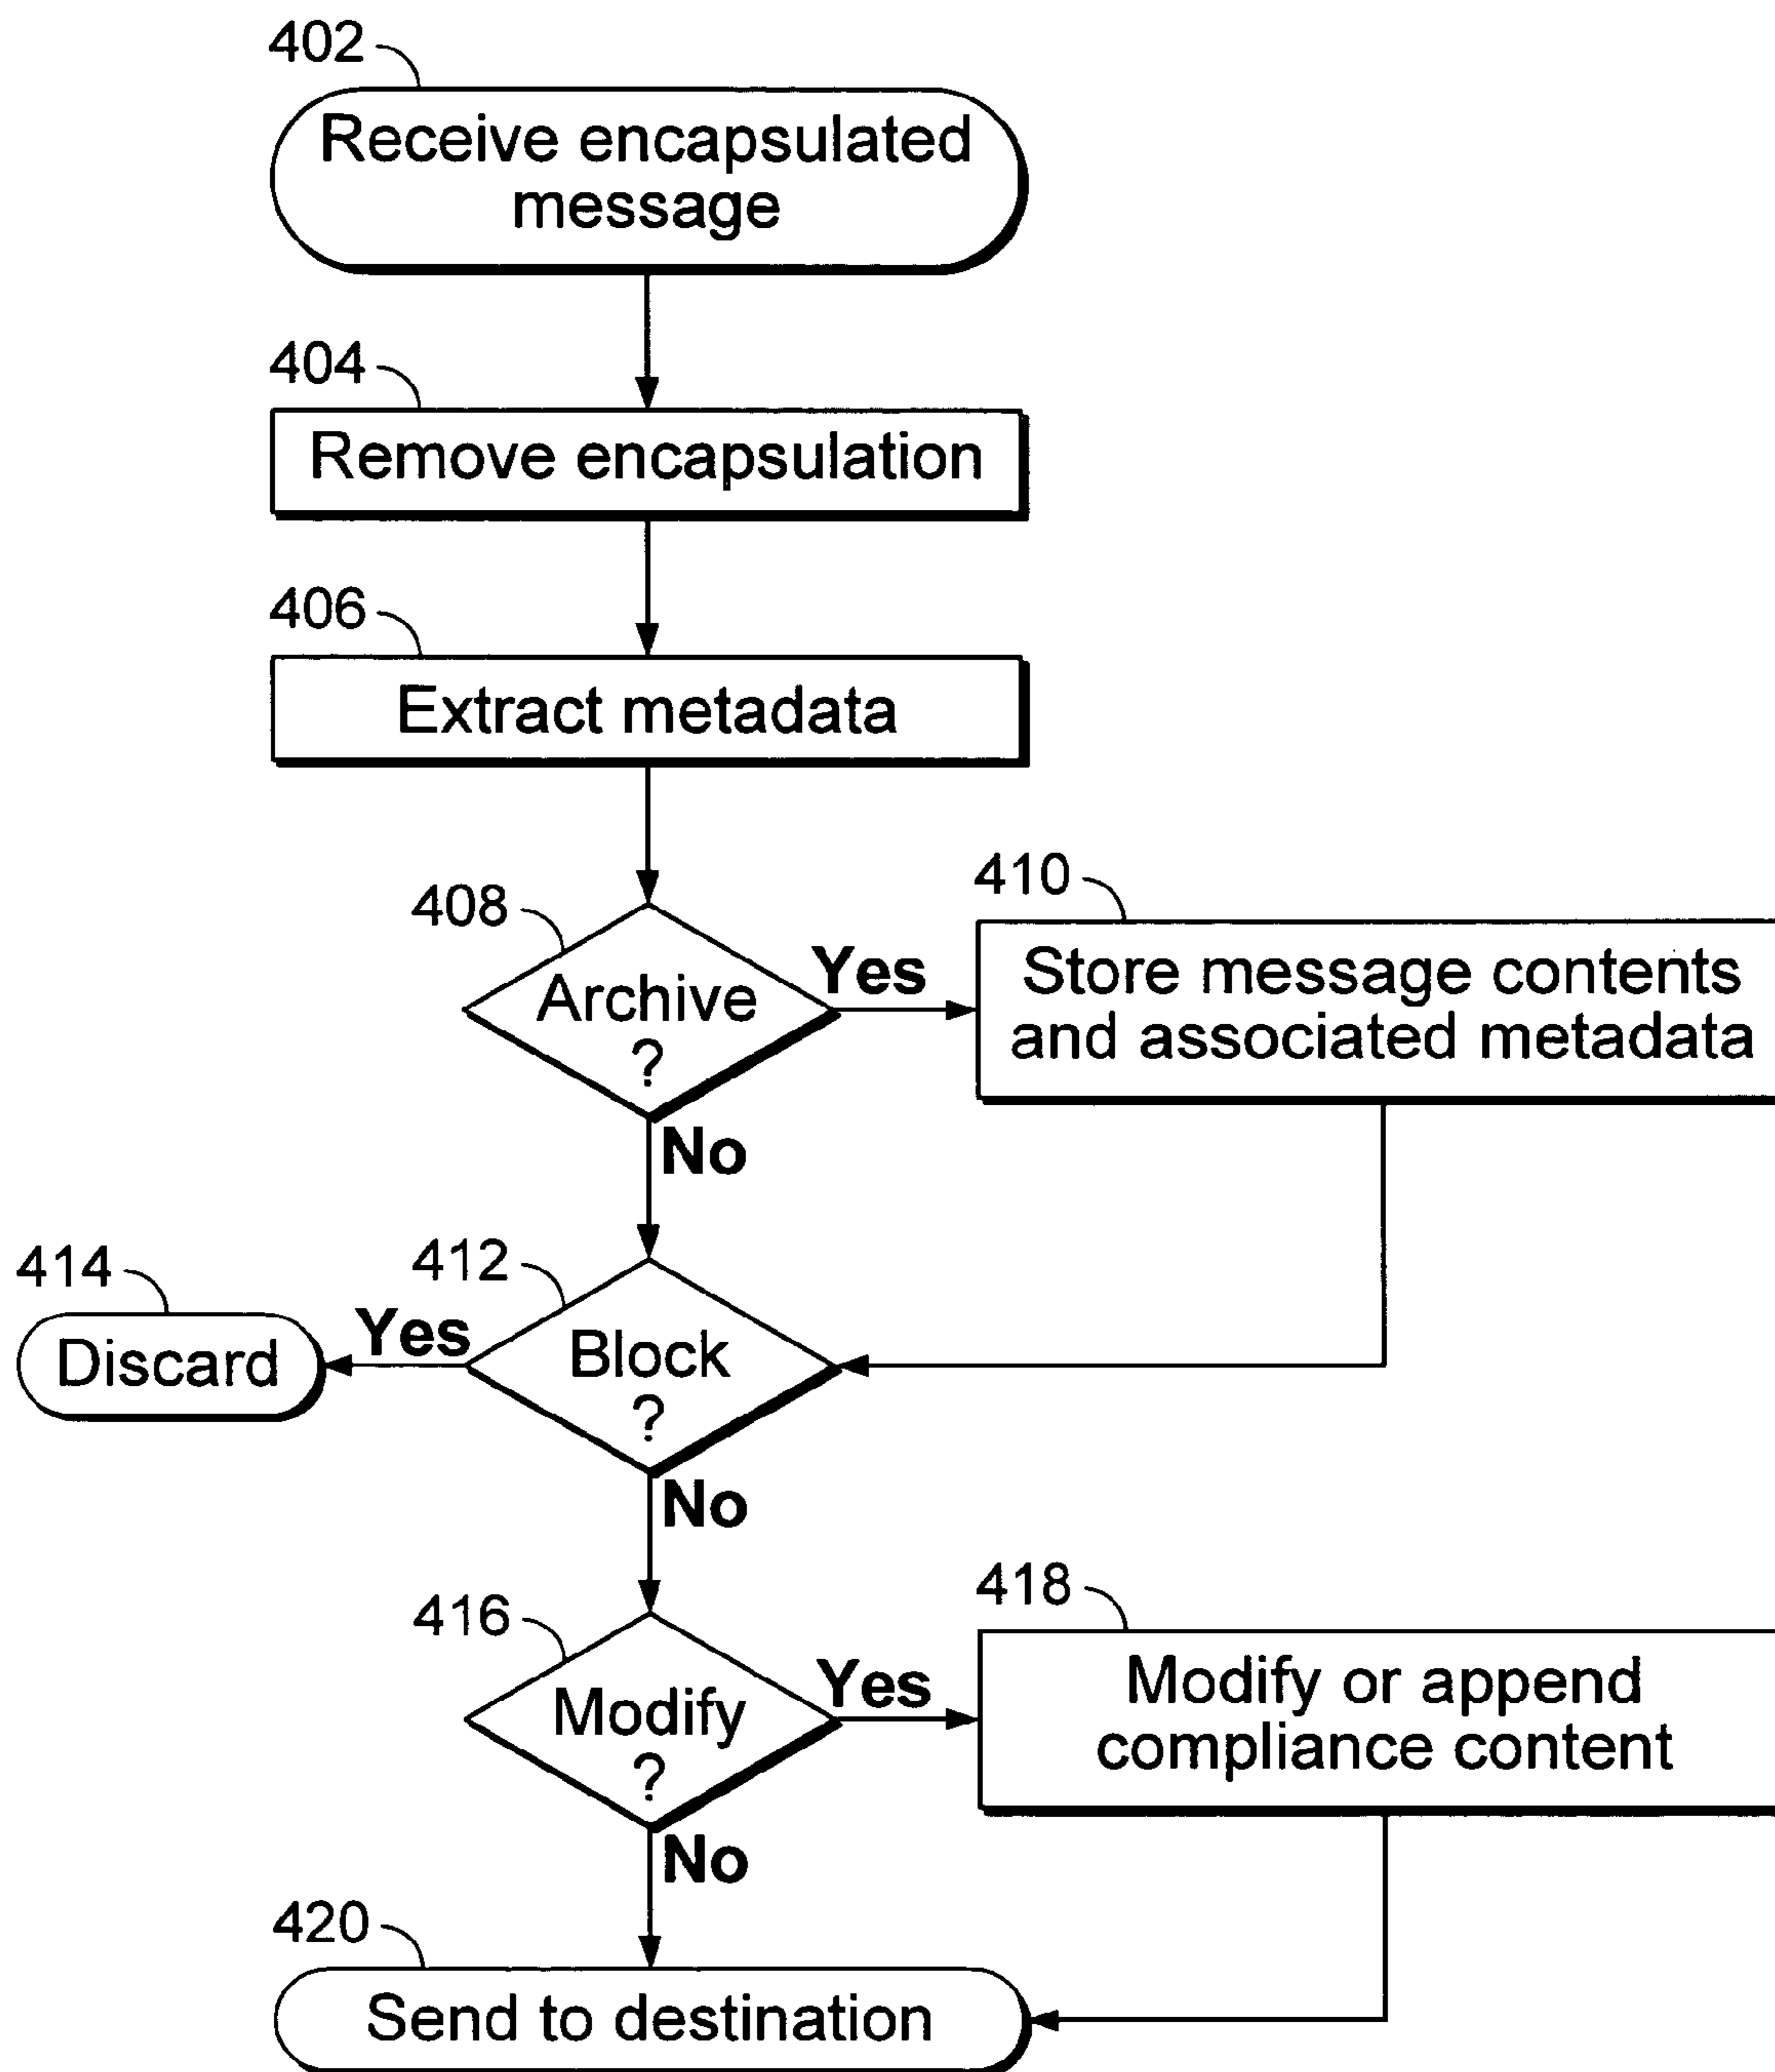 402
Receive encapsulated
message
404
Remove encapsulation
406
Extract metadata
408
Archive
?
Yes
No
410
Store message contents
and associated metadata
412
Block
?
Yes
No
414
Discard
416
Modify
?
Yes
No
418
Modify or append
compliance content
420
Send to destination